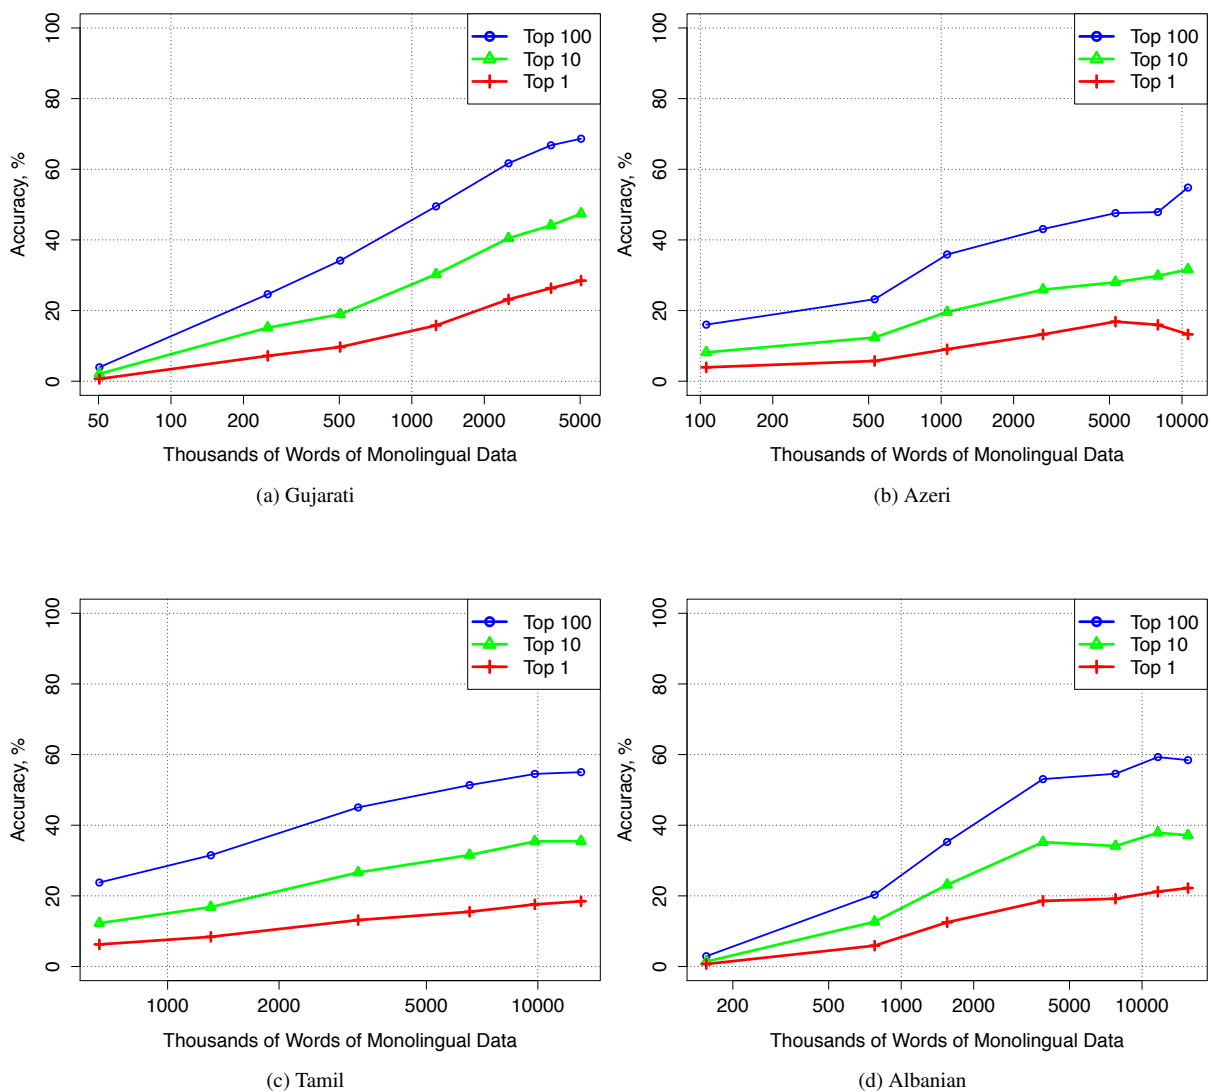 Top 100
Top 10
Top 1
Accuracy, %
0 20 40 60 80 100
50 100 200 500 1000 2000 5000
Thousands of Words of Monolingual Data
(a) Gujarati
Top 100
Top 10
Top 1
Accuracy, %
0 20 40 60 80 100
100 200 500 1000 2000 5000 10000
Thousands of Words of Monolingual Data
(b) Azeri
Top 100
Top 10
Top 1
Accuracy, %
0 20 40 60 80 100
1000 2000 5000 10000
Thousands of Words of Monolingual Data
(c) Tamil
Top 100
Top 10
Top 1
Accuracy, %
0 20 40 60 80 100
200 500 1000 2000 5000 10000
Thousands of Words of Monolingual Data
(d) Albanian